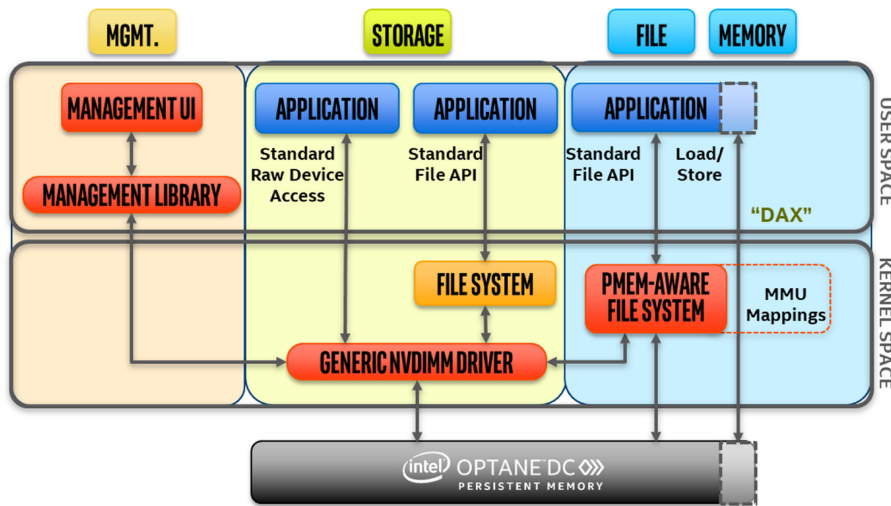 MGMT.
STORAGE
FILE
MEMORY
MANAGEMENT UI
APPLICATION
APPLICATION
APPLICATION
Standard
Raw Device
Access
Standard
File API
Standard
File API
Load/
Store
MANAGEMENT LIBRARY
"DAX"
USER SPACE
FILE SYSTEM
PMEM-AWARE
FILE SYSTEM
MMU
Mappings
GENERIC NVDIMM DRIVER
KERNEL SPACE
intel OPTANE DC
PERSISTENT MEMORY